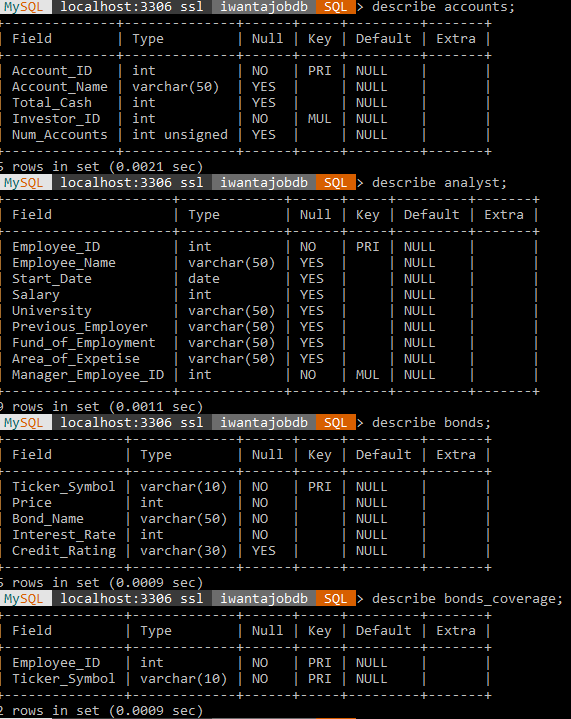 MySQL localhost:3306 ssl iwantajobdb SQL > describe accounts;
+--------------+--------------+------+-----+---------+-------+
| Field        | Type         | Null | Key | Default | Extra |
+--------------+--------------+------+-----+---------+-------+
| Account_ID   | int          | NO   | PRI | NULL    |       |
| Account_Name | varchar(50)  | YES  |     | NULL    |       |
| Total_Cash   | int          | YES  |     | NULL    |       |
| Investor_ID  | int          | NO   | MUL | NULL    |       |
| Num_Accounts | int unsigned | YES  |     | NULL    |       |
+--------------+--------------+------+-----+---------+-------+
5 rows in set (0.0021 sec)
MySQL localhost:3306 ssl iwantajobdb SQL > describe analyst;
+---------------------+-------------+------+-----+---------+-------+
| Field               | Type        | Null | Key | Default | Extra |
+---------------------+-------------+------+-----+---------+-------+
| Employee_ID         | int         | NO   | PRI | NULL    |       |
| Employee_Name       | varchar(50) | YES  |     | NULL    |       |
| Start_Date          | date        | YES  |     | NULL    |       |
| Salary              | int         | YES  |     | NULL    |       |
| University          | varchar(50) | YES  |     | NULL    |       |
| Previous_Employer   | varchar(50) | YES  |     | NULL    |       |
| Fund_of_Employment  | varchar(50) | YES  |     | NULL    |       |
| Area_of_Expetise    | varchar(50) | YES  |     | NULL    |       |
| Manager_Employee_ID | int         | NO   | MUL | NULL    |       |
+---------------------+-------------+------+-----+---------+-------+
9 rows in set (0.0011 sec)
MySQL localhost:3306 ssl iwantajobdb SQL > describe bonds;
+---------------+-------------+------+-----+---------+-------+
| Field         | Type        | Null | Key | Default | Extra |
+---------------+-------------+------+-----+---------+-------+
| Ticker_Symbol | varchar(10) | NO   | PRI | NULL    |       |
| Price         | int         | NO   |     | NULL    |       |
| Bond_Name     | varchar(50) | NO   |     | NULL    |       |
| Interest_Rate | int         | NO   |     | NULL    |       |
| Credit_Rating | varchar(30) | YES  |     | NULL    |       |
+---------------+-------------+------+-----+---------+-------+
5 rows in set (0.0009 sec)
MySQL localhost:3306 ssl iwantajobdb SQL > describe bonds_coverage;
+---------------+-------------+------+-----+---------+-------+
| Field         | Type        | Null | Key | Default | Extra |
+---------------+-------------+------+-----+---------+-------+
| Employee_ID   | int         | NO   | PRI | NULL    |       |
| Ticker_Symbol | varchar(10) | NO   | PRI | NULL    |       |
+---------------+-------------+------+-----+---------+-------+
2 rows in set (0.0009 sec)